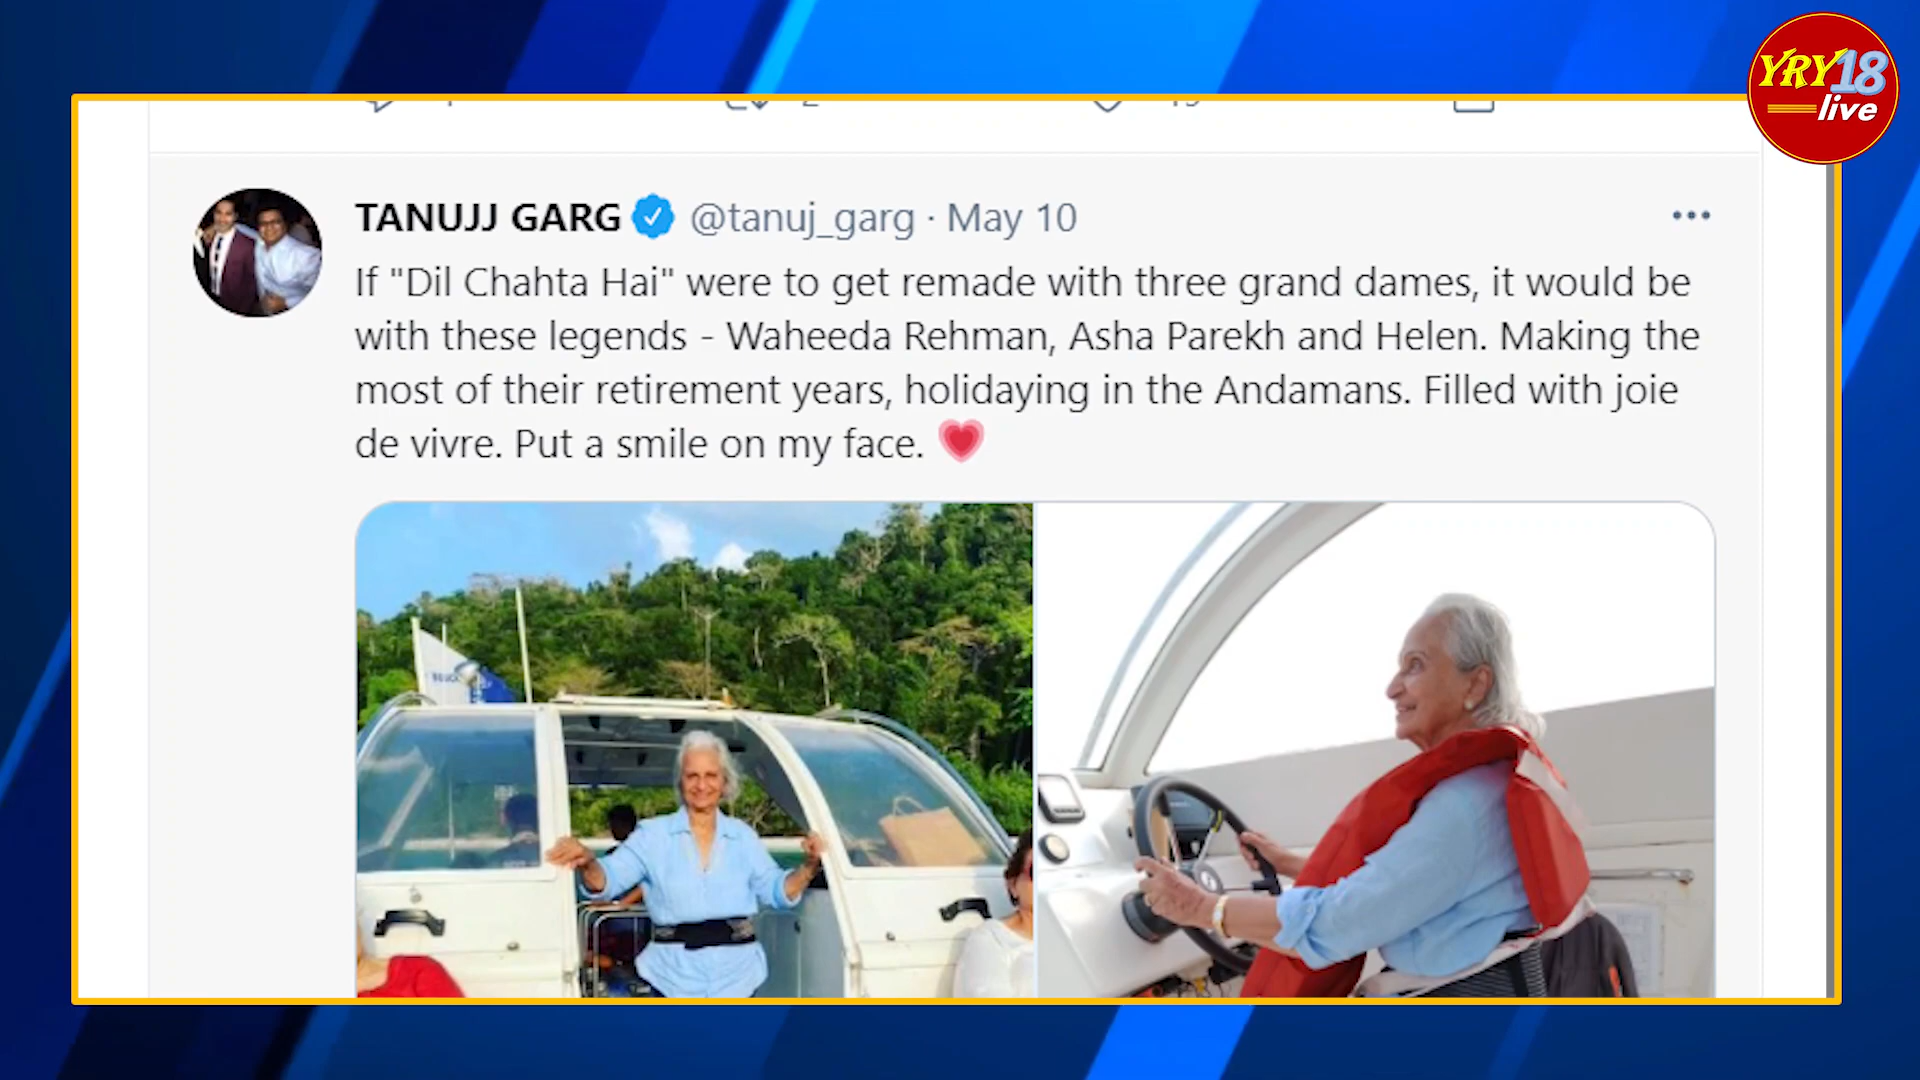 YRY18
live
TANUJJ GARG @tanuj_garg · May 10
If "Dil Chahta Hai" were to get remade with three grand dames, it would be
with these legends - Waheeda Rehman, Asha Parekh and Helen. Making the
most of their retirement years, holidaying in the Andamans. Filled with joie
de vivre. Put a smile on my face.